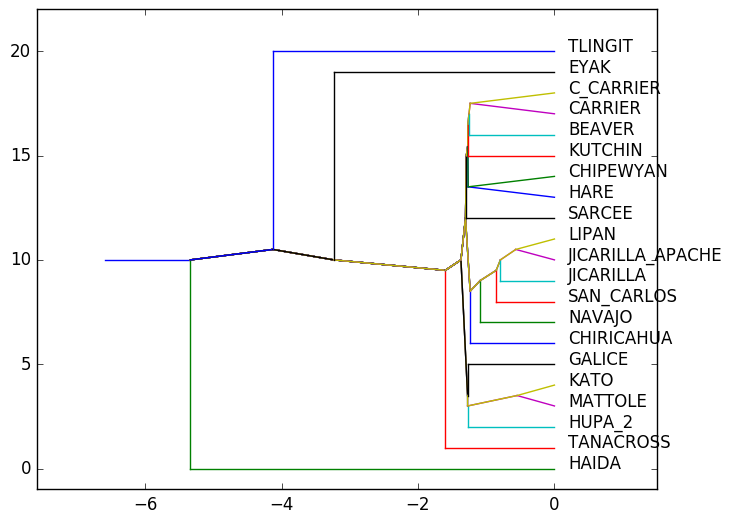 20
15
10
5
0
TLINGIT
EYAK
C_CARRIER
CARRIER
BEAVER
KUTCHIN
CHIPEWYAN
HARE
SARCEE
LIPAN
JICARILLA_APACHE
JICARILLA
SAN_CARLOS
NAVAJO
CHIRICAHUA
GALICE
KATO
MATTOLE
HUPA_2
TANACROSS
HAIDA
−6 −4 −2 0